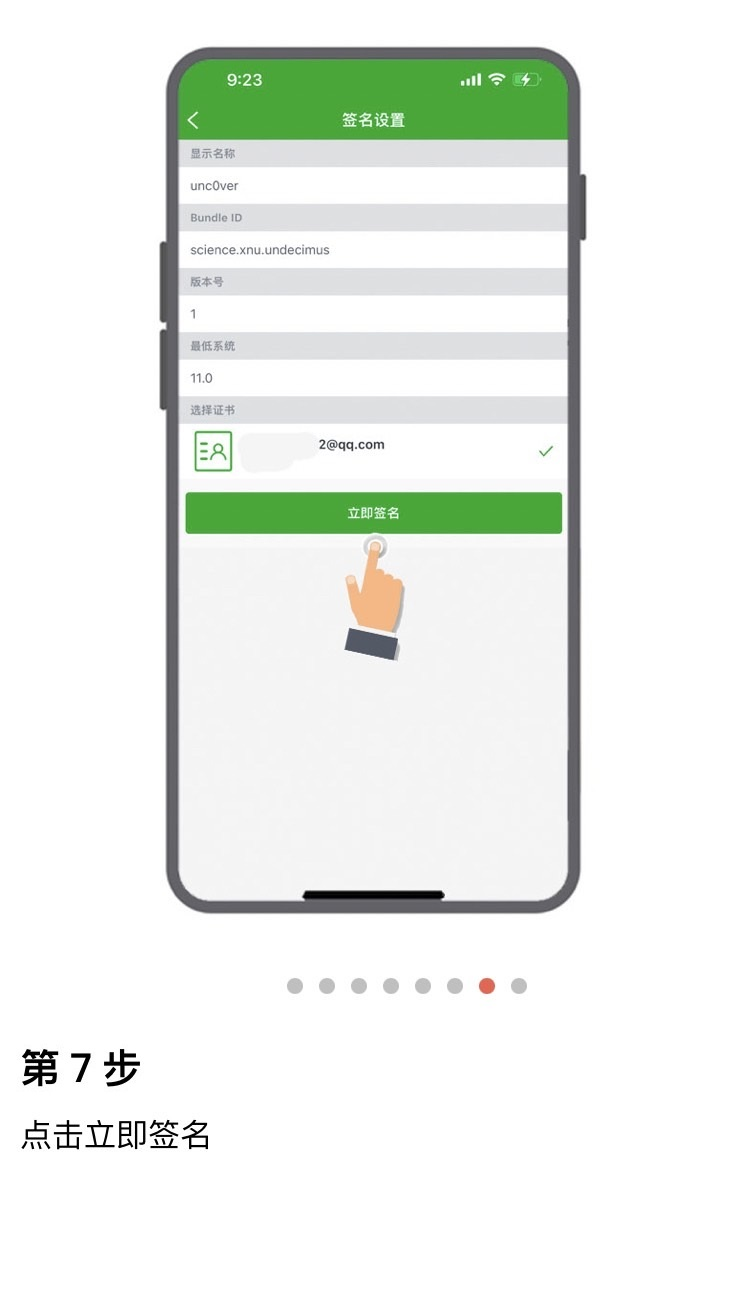 9:23
签名设置
显示名称
unc0ver
Bundle ID
science.xnu.undecimus
版本号
1
最低系统
11.0
选择证书
2@qq.com
立即签名
第 7 步
点击立即签名